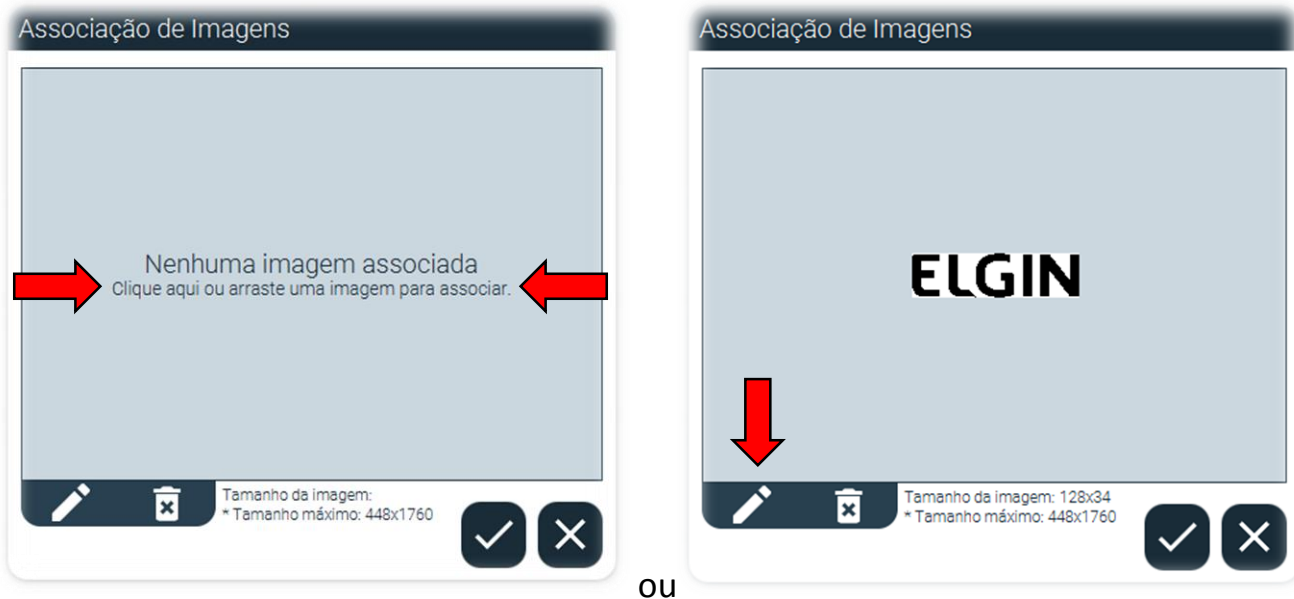 Associação de Imagens
Nenhuma imagem associada
Clique aqui ou arraste uma imagem para associar.
Tamanho da imagem:
* Tamanho máximo: 448x1760
ou
Associação de Imagens
ELGIN
Tamanho da imagem: 128x34
* Tamanho máximo: 448x1760